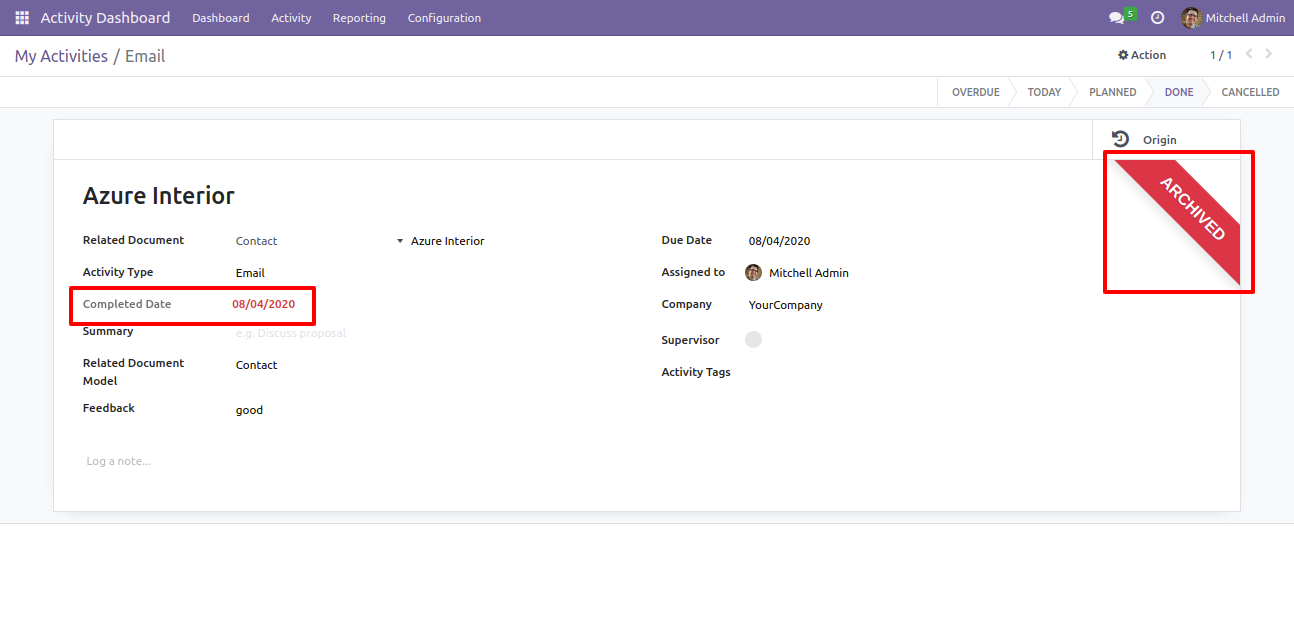 Activity Dashboard Dashboard Activity Reporting Configuration 5 Mitchell Admin
My Activities / Email Action 1 / 1
OVERDUE TODAY PLANNED DONE CANCELLED
Origin
ARCHIVED
Azure Interior
Related Document Contact Azure Interior Due Date 08/04/2020
Activity Type Email Assigned to Mitchell Admin
Completed Date 08/04/2020 Company YourCompany
Summary e.g. Discuss proposal Supervisor
Related Document Model Contact Activity Tags
Feedback good
Log a note...